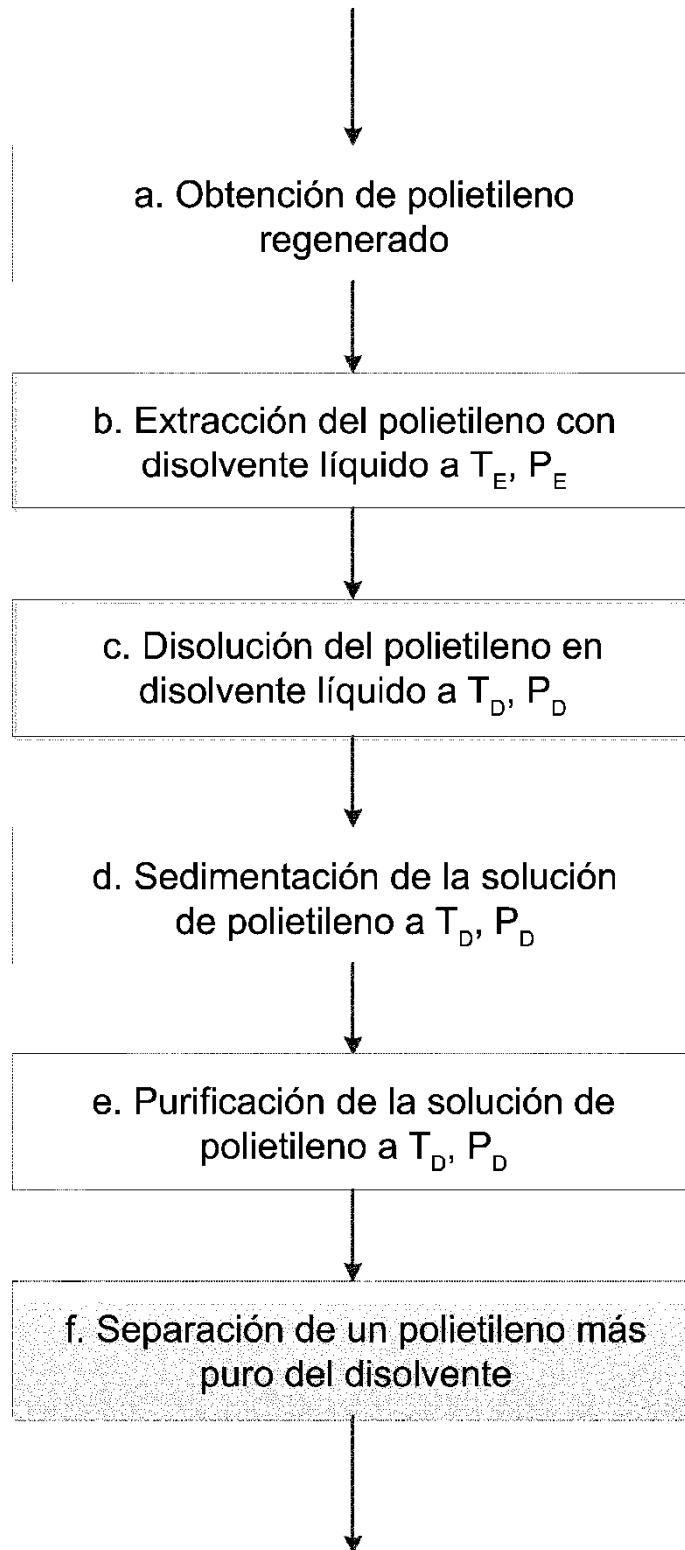 a. Obtención de polietileno
regenerado
b. Extracción del polietileno con
disolvente líquido a T_E, P_E
c. Disolución del polietileno en
disolvente líquido a T_D, P_D
d. Sedimentación de la solución
de polietileno a T_D, P_D
e. Purificación de la solución de
polietileno a T_D, P_D
f. Separación de un polietileno más
puro del disolvente